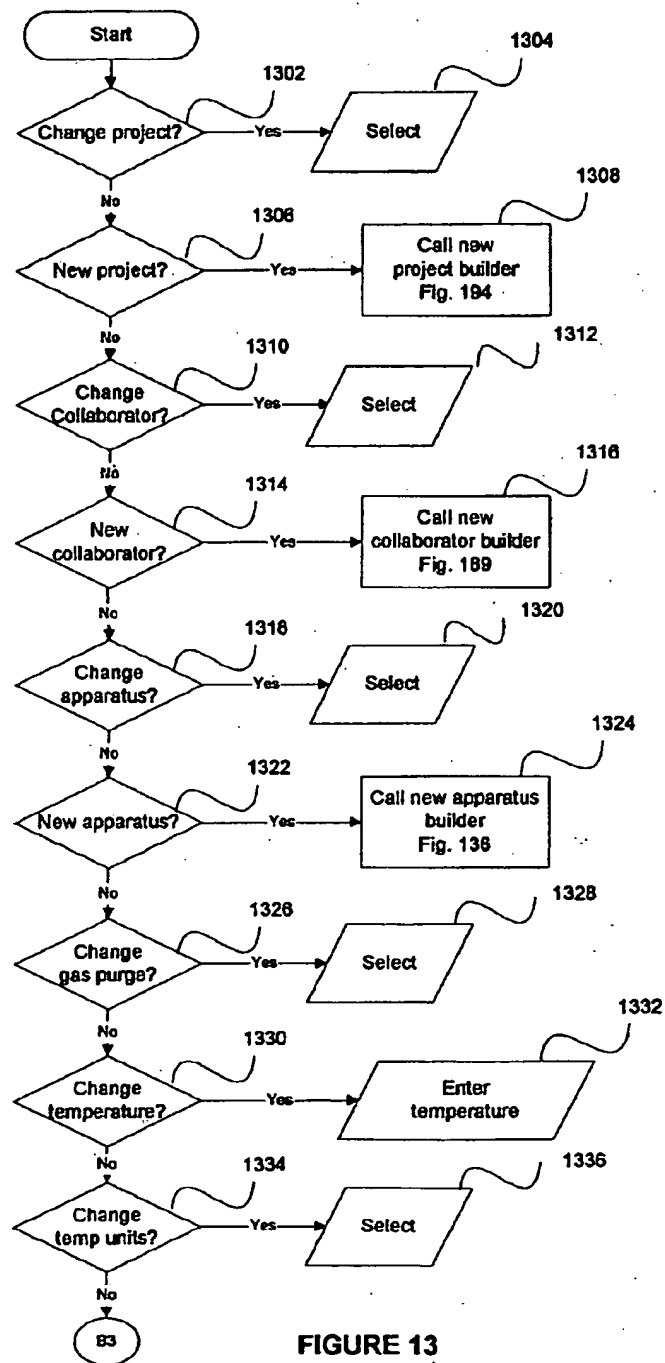 Start
1302
1304
Change project?
Yes
Select
No
1306
1308
New project?
Yes
Call new
project builder
Fig. 194
No
1310
1312
Change
Collaborator?
Yes
Select
No
1314
1316
New
collaborator?
Yes
Call new
collaborator builder
Fig. 189
No
1318
1320
Change
apparatus?
Yes
Select
No
1322
1324
New apparatus?
Yes
Call new apparatus
builder
Fig. 136
No
1326
1328
Change
gas purge?
Yes
Select
No
1330
1332
Change
temperature?
Yes
Enter
temperature
No
1334
1336
Change
temp units?
Yes
Select
No
B3
FIGURE 13